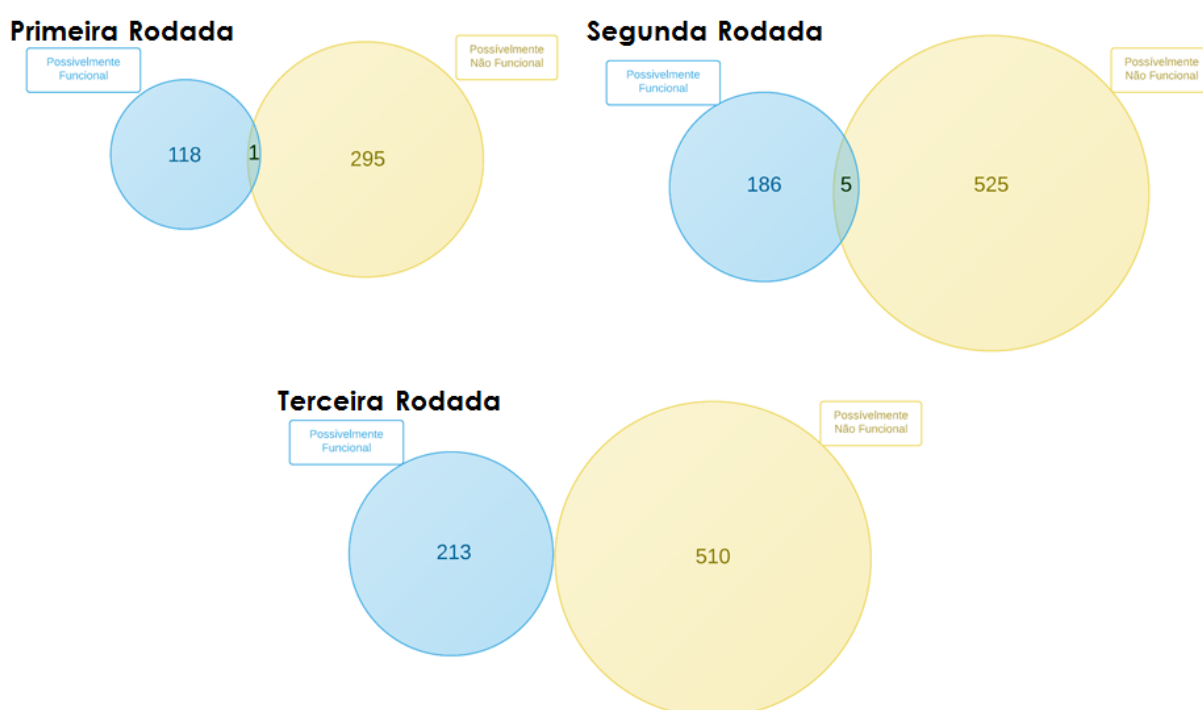 Primeira Rodada
Possivelmente
Funcional
Possivelmente
Não Funcional
118
1
295
Segunda Rodada
Possivelmente
Funcional
Possivelmente
Não Funcional
186
5
525
Terceira Rodada
Possivelmente
Funcional
Possivelmente
Não Funcional
213
510